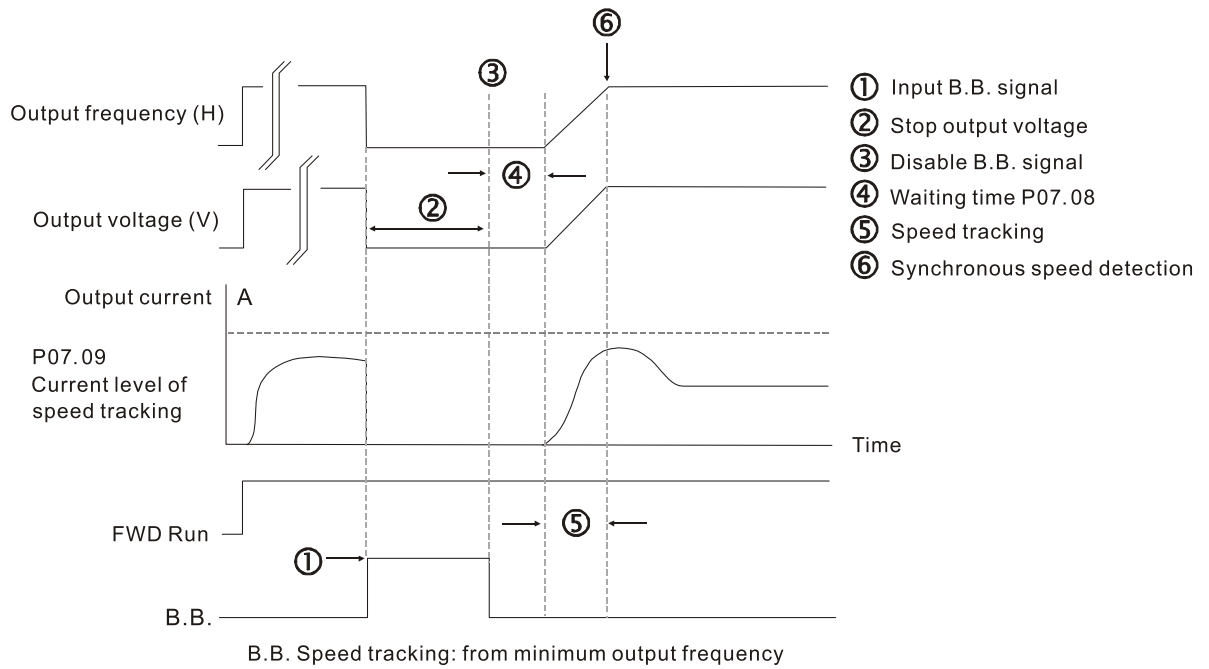 ⑥
③
Output frequency (H)
① Input B.B. signal
② Stop output voltage
③ Disable B.B. signal
④ Waiting time P07.08
⑤ Speed tracking
⑥ Synchronous speed detection
④
②
Output voltage (V)
Output current
A
P07.09
Current level of
speed tracking
Time
⑤
FWD Run
①
B.B.
B.B. Speed tracking: from minimum output frequency